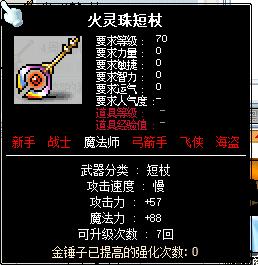 火灵珠短杖
要求等级： 70
要求力量： 0
要求敏捷： 0
要求智力： 0
要求运气： 0
要求人气度：-
道具等级： -
道具经验值： -
新手 战士 魔法师 弓箭手 飞侠 海盗
武器分类 : 短杖
攻击速度 : 慢
攻击力 : +57
魔法力 : +88
可升级次数 : 7回
金锤子已提高的强化次数: 0